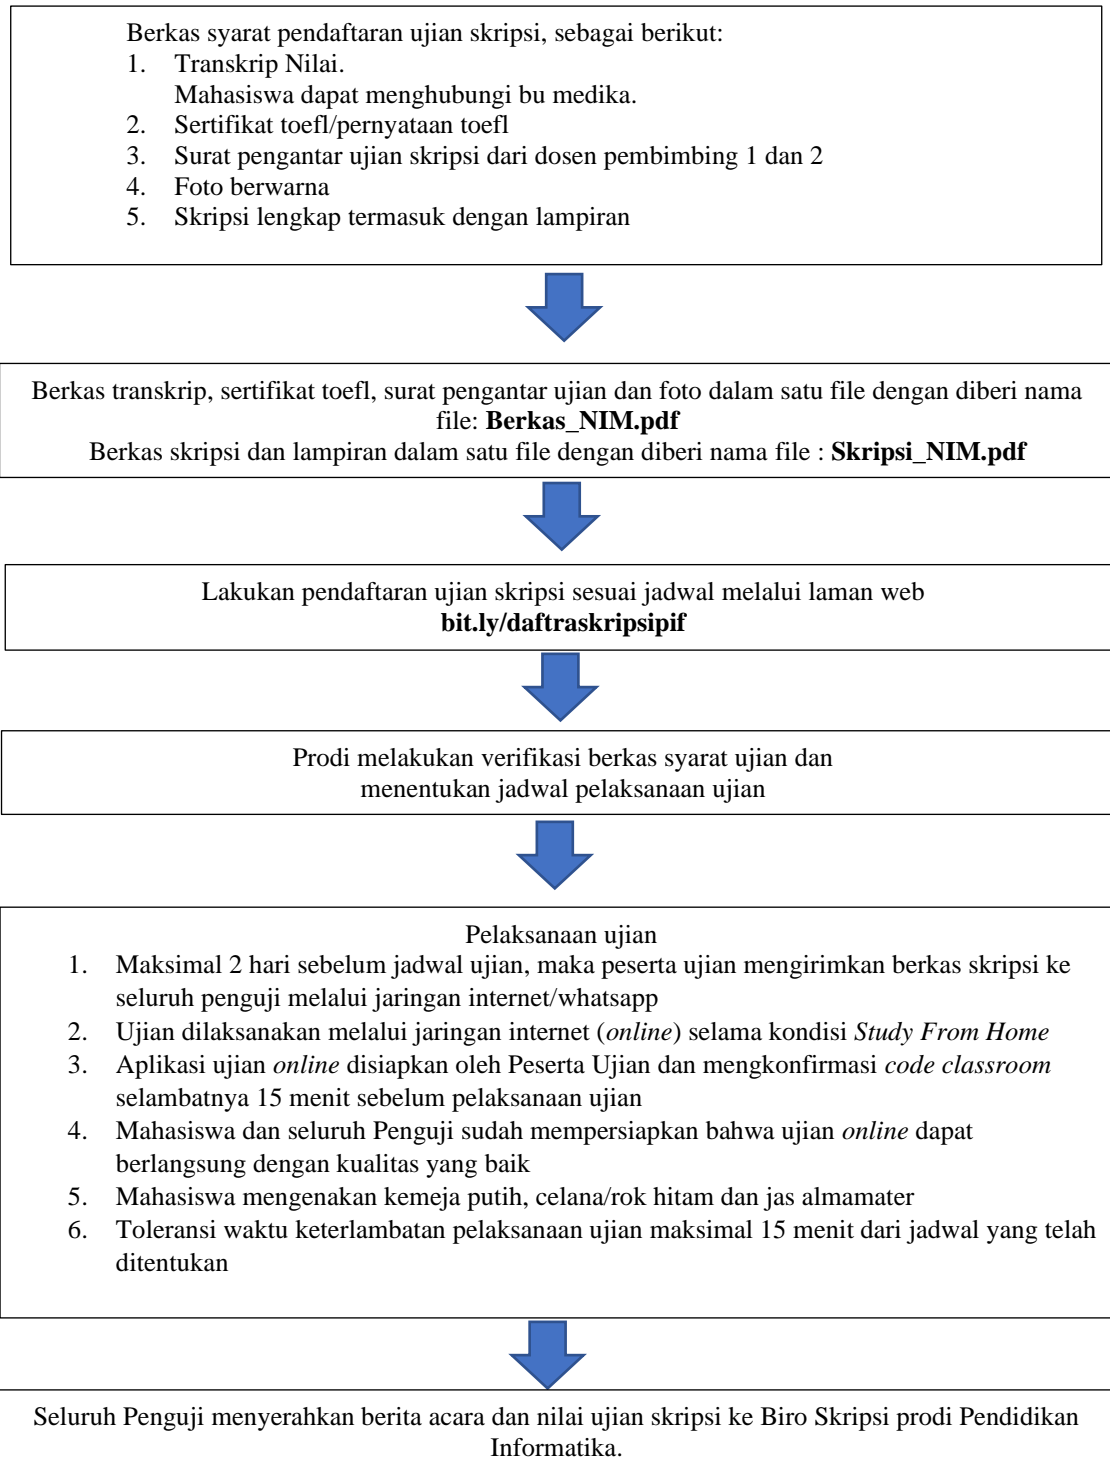 Berkas syarat pendaftaran ujian skripsi, sebagai berikut:
1. Transkrip Nilai.
Mahasiswa dapat menghubungi bu medika.
2. Sertifikat toefl/pernyataan toefl
3. Surat pengantar ujian skripsi dari dosen pembimbing 1 dan 2
4. Foto berwarna
5. Skripsi lengkap termasuk dengan lampiran
Berkas transkrip, sertifikat toefl, surat pengantar ujian dan foto dalam satu file dengan diberi nama
file: Berkas_NIM.pdf
Berkas skripsi dan lampiran dalam satu file dengan diberi nama file : Skripsi_NIM.pdf
Lakukan pendaftaran ujian skripsi sesuai jadwal melalui laman web
bit.ly/daftraskripsipif
Prodi melakukan verifikasi berkas syarat ujian dan
menentukan jadwal pelaksanaan ujian
Pelaksanaan ujian
1. Maksimal 2 hari sebelum jadwal ujian, maka peserta ujian mengirimkan berkas skripsi ke
seluruh penguji melalui jaringan internet/whatsapp
2. Ujian dilaksanakan melalui jaringan internet (online) selama kondisi Study From Home
3. Aplikasi ujian online disiapkan oleh Peserta Ujian dan mengkonfirmasi code classroom
selambatnya 15 menit sebelum pelaksanaan ujian
4. Mahasiswa dan seluruh Penguji sudah mempersiapkan bahwa ujian online dapat
berlangsung dengan kualitas yang baik
5. Mahasiswa mengenakan kemeja putih, celana/rok hitam dan jas almamater
6. Toleransi waktu keterlambatan pelaksanaan ujian maksimal 15 menit dari jadwal yang telah
ditentukan
Seluruh Penguji menyerahkan berita acara dan nilai ujian skripsi ke Biro Skripsi prodi Pendidikan
Informatika.